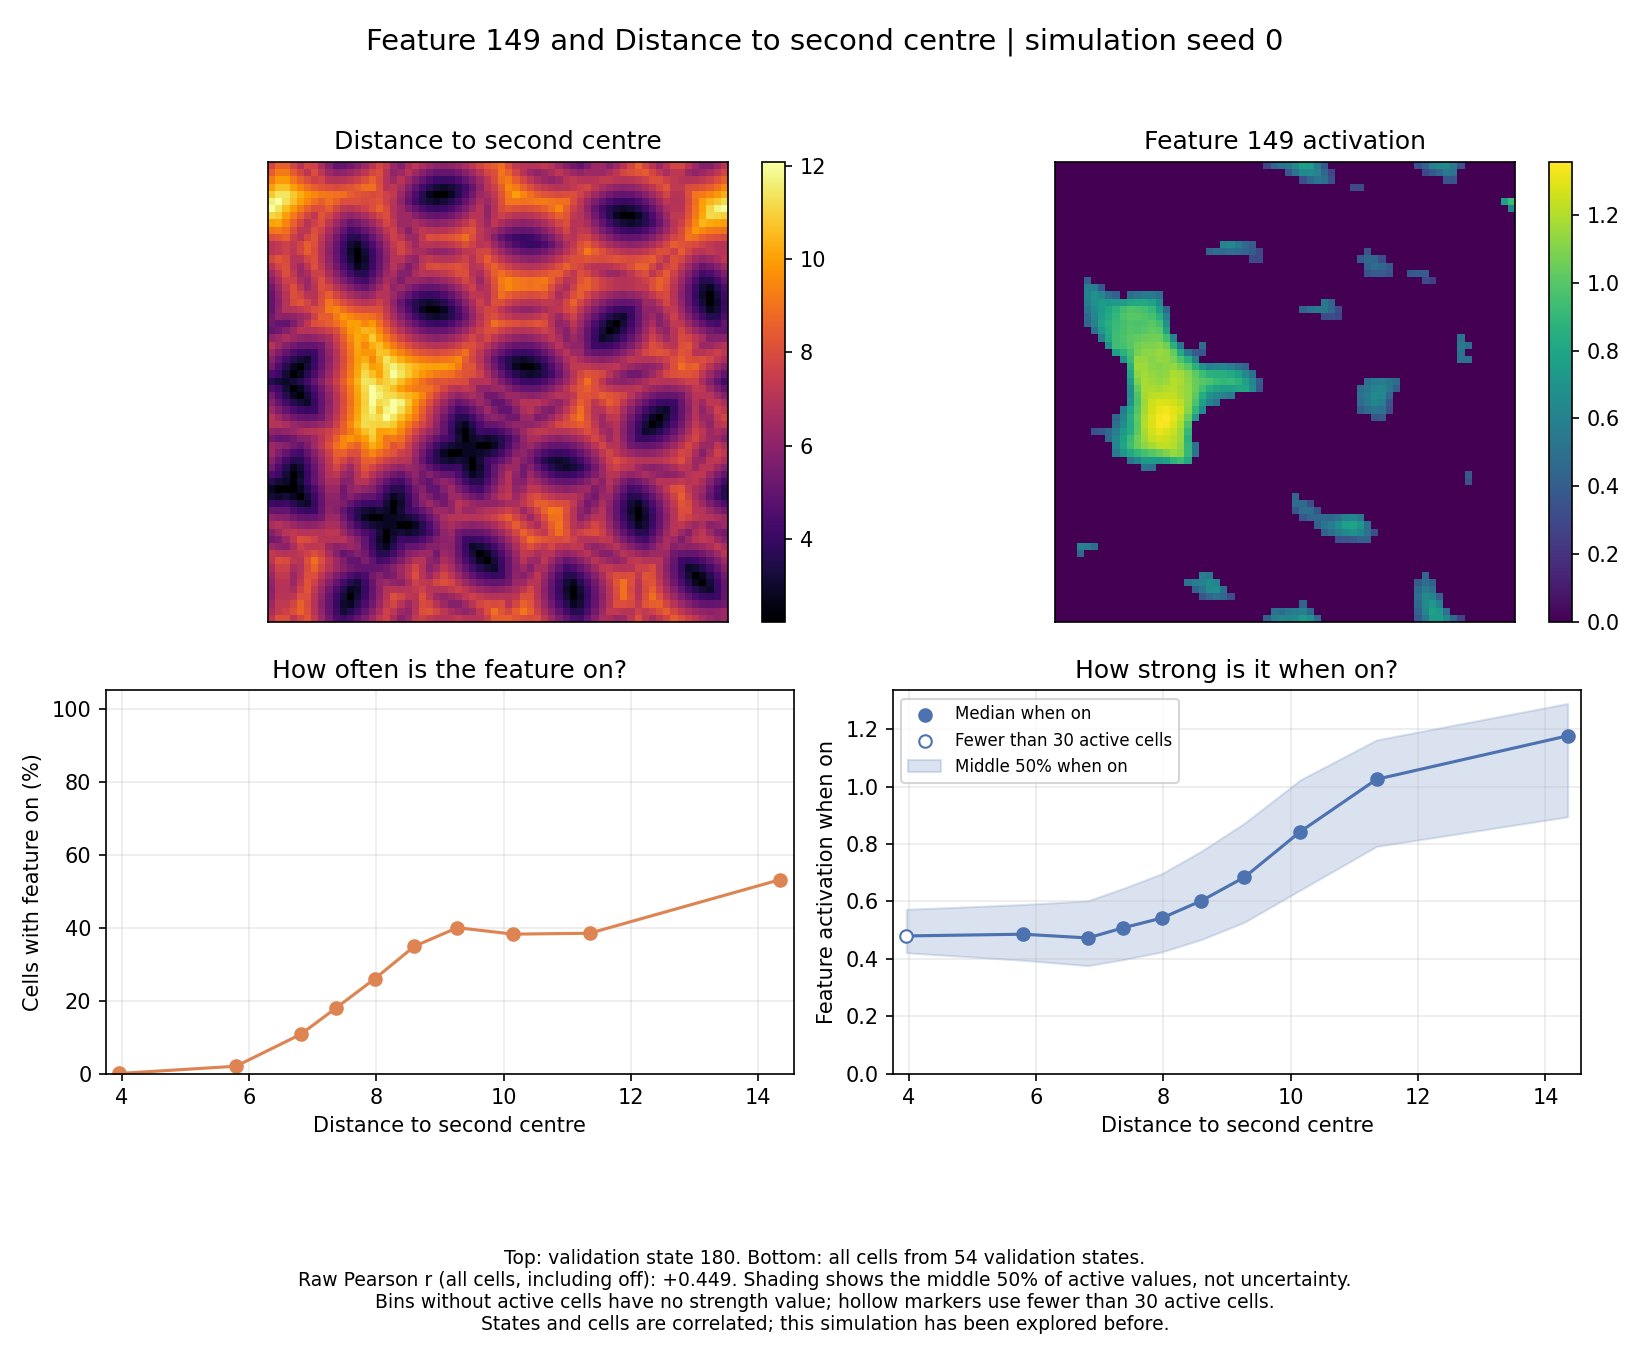 Feature 149 and Distance to second centre | simulation seed 0
Distance to second centre
Feature 149 activation
12
10
8
6
4
1.2
1.0
0.8
0.6
0.4
0.2
0.0
How often is the feature on?
How strong is it when on?
Cells with feature on (%)
100
80
60
40
20
0
4
6
8
10
12
14
Distance to second centre
Feature activation when on
1.2
1.0
0.8
0.6
0.4
0.2
0.0
Median when on
Fewer than 30 active cells
Middle 50% when on
4
6
8
10
12
14
Distance to second centre
Top: validation state 180. Bottom: all cells from 54 validation states.
Raw Pearson r (all cells, including off): +0.449. Shading shows the middle 50% of active values, not uncertainty.
Bins without active cells have no strength value; hollow markers use fewer than 30 active cells.
States and cells are correlated; this simulation has been explored before.